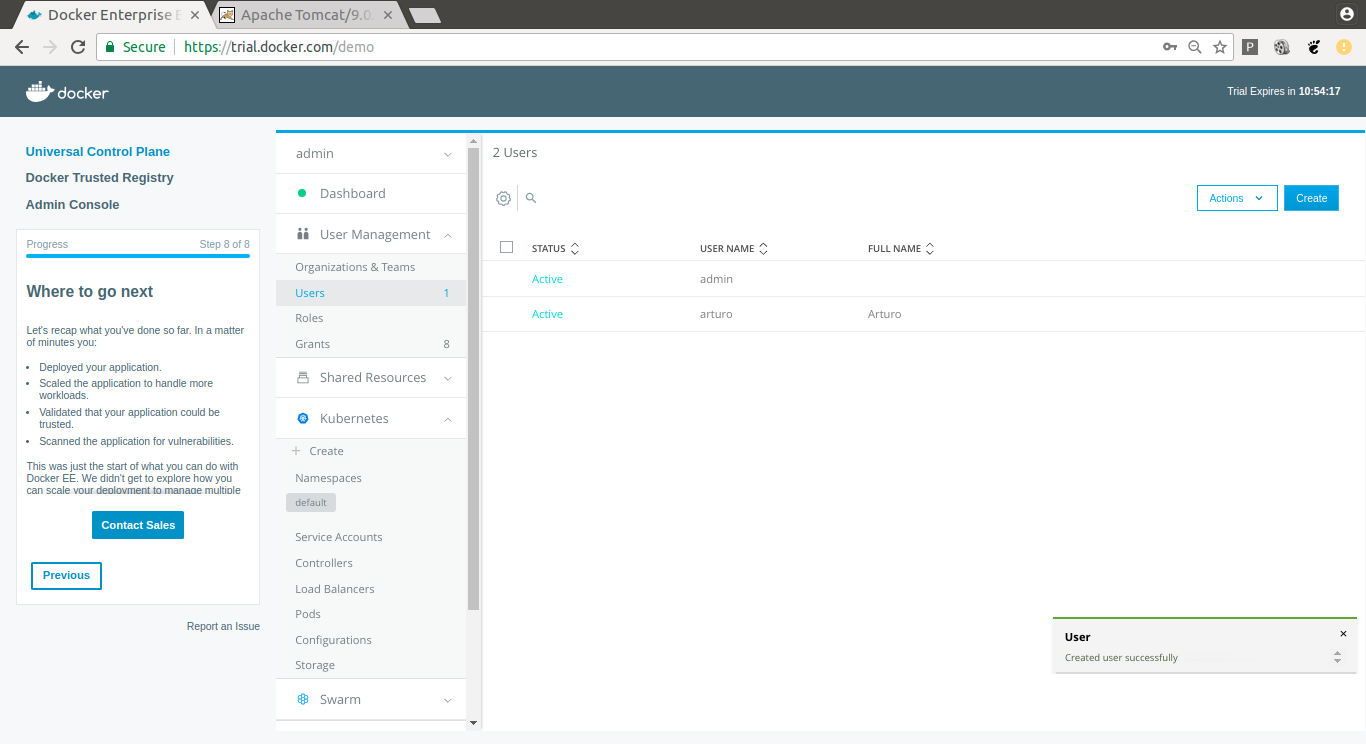 Docker Enterprise E
Apache Tomcat/9.0.
Secure
https://trial.docker.com/demo
P
docker
Trial Expires in 10:54:17
Universal Control Plane
Docker Trusted Registry
Admin Console
Progress
Step 8 of 8
Where to go next
Let's recap what you've done so far. In a matter
of minutes you:
• Deployed your application.
• Scaled the application to handle more
workloads.
• Validated that your application could be
trusted.
• Scanned the application for vulnerabilities.
This was just the start of what you can do with
Docker EE. We didn't get to explore how you
can scale your deployment to manage multiple
Contact Sales
Previous
Report an Issue
admin
Dashboard
User Management
Organizations & Teams
Users 1
Roles
Grants 8
Shared Resources
Kubernetes
+ Create
Namespaces
default
Service Accounts
Controllers
Load Balancers
Pods
Configurations
Storage
Swarm
2 Users
Actions
Create
STATUS USER NAME FULL NAME
Active admin
Active arturo Arturo
User
Created user successfully